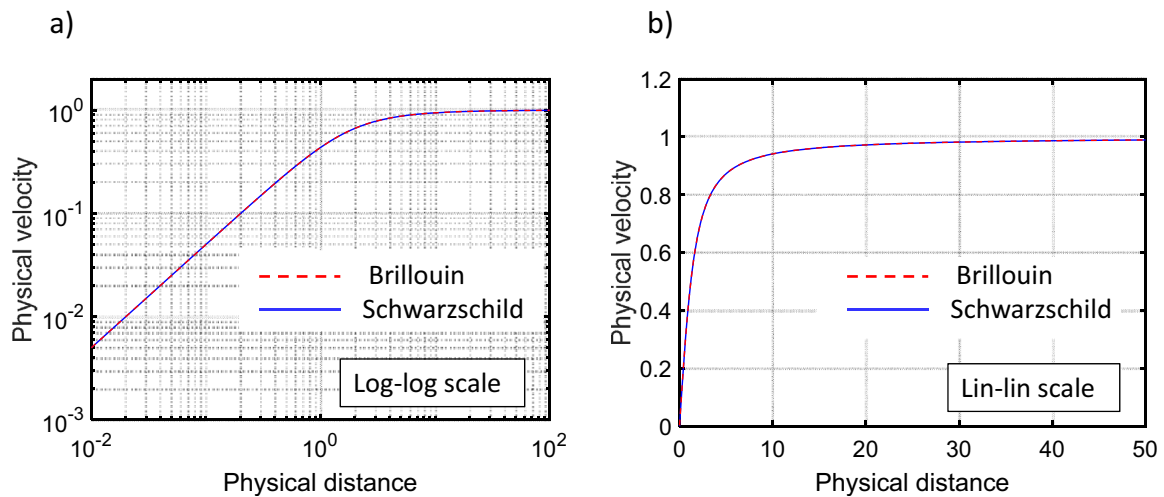 a)
10^0
10^-1
10^-2
10^-3
10^-2
10^0
10^2
Physical velocity
Physical distance
Brillouin
Schwarzschild
Log-log scale
b)
1.2
1
0.8
0.6
0.4
0.2
0
0 10 20 30 40 50
Physical velocity
Physical distance
Brillouin
Schwarzschild
Lin-lin scale